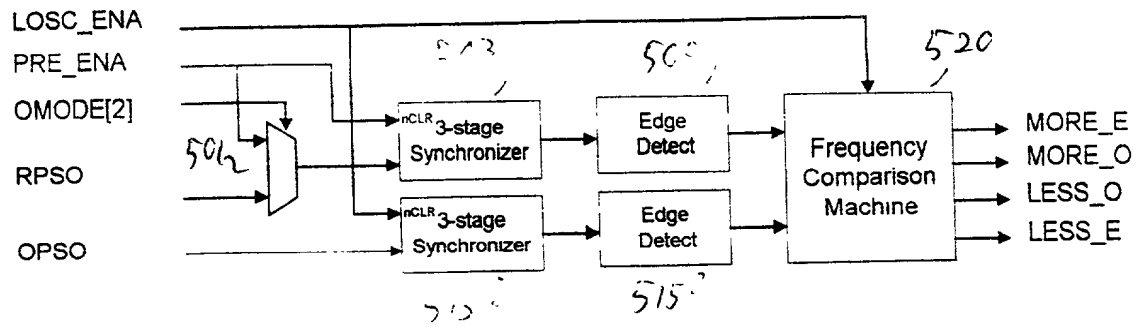 LOSC_ENA
PRE_ENA
OMODE[2]
RPSO
OPSO
520
nCLR 3-stage
Synchronizer
Edge
Detect
nCLR 3-stage
Synchronizer
Edge
Detect
515
Frequency
Comparison
Machine
MORE_E
MORE_O
LESS_O
LESS_E